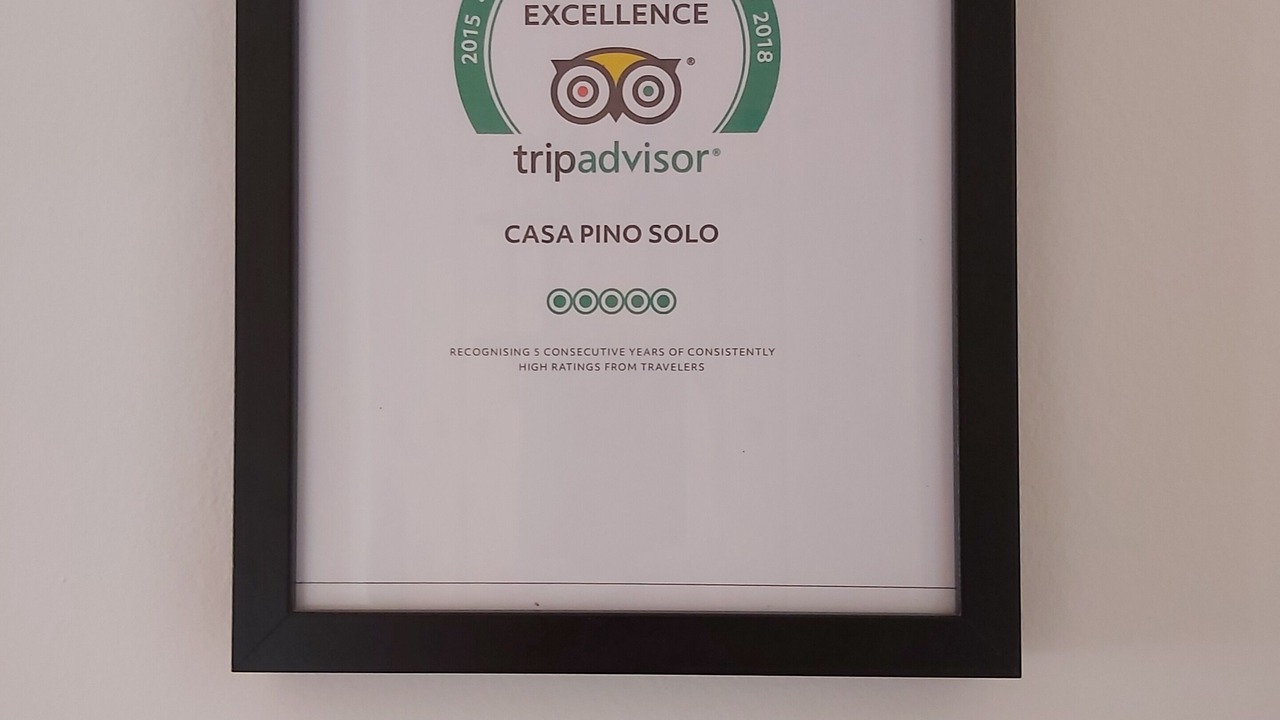 EXCELLENCE
2015
2018
tripadvisor®
CASA PINO SOLO
RECOGNISING 5 CONSECUTIVE YEARS OF CONSISTENTLY
HIGH RATINGS FROM TRAVELERS